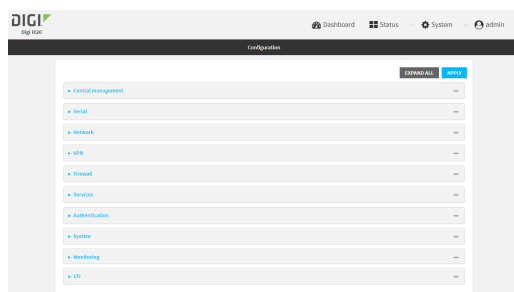 DIGI
Digi IX20
Dashboard Status System admin
Configuration
EXPAND ALL APPLY
Central management
Serial
Network
VPN
Firewall
Services
Authentication
System
Monitoring
I/O